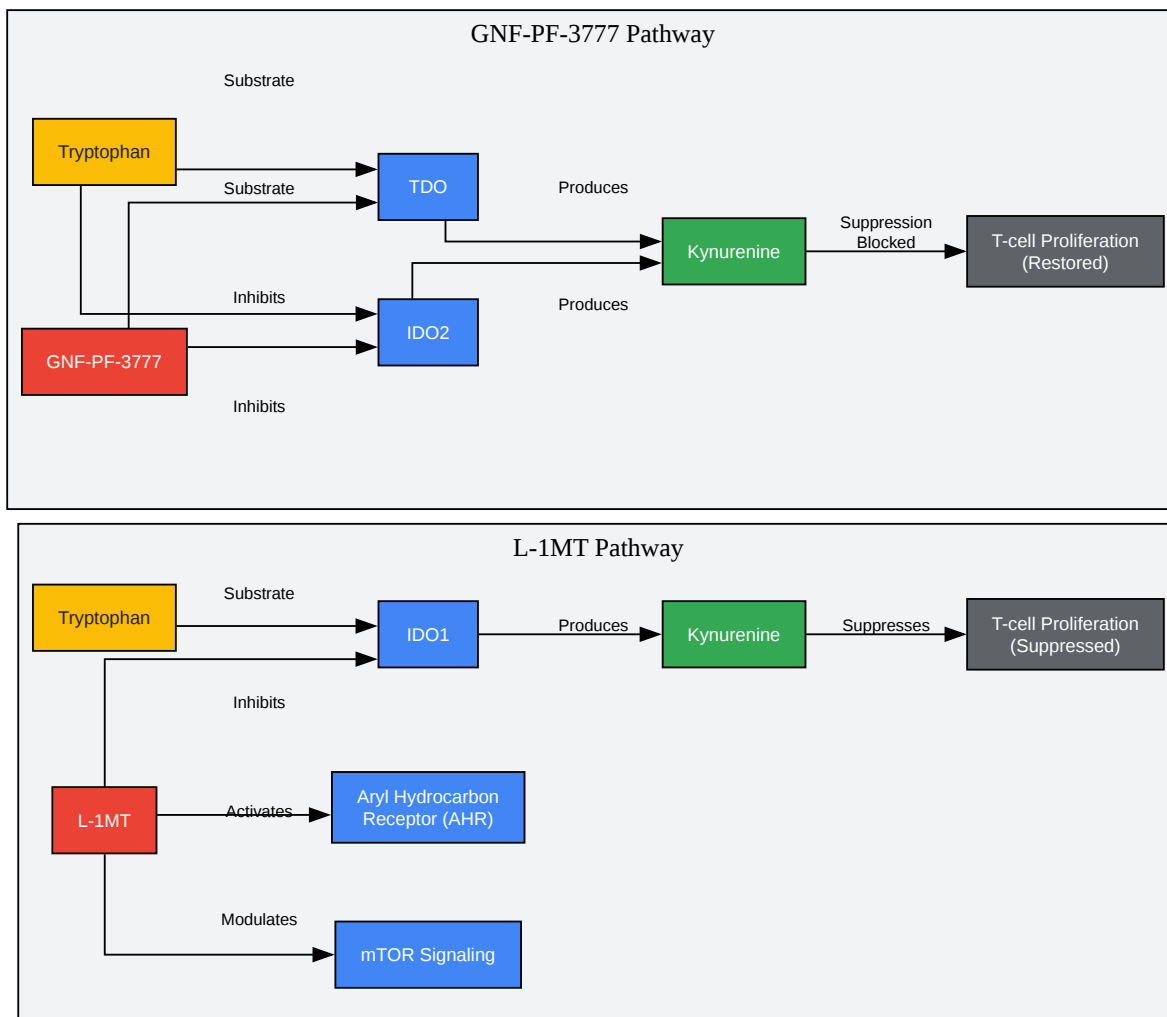 GNF-PF-3777 Pathway
Substrate
Tryptophan
TDO
Substrate
Produces
Kynurenine
Suppression
Blocked
T-cell Proliferation
(Restored)
Inhibits
Produces
IDO2
GNF-PF-3777
Inhibits
L-1MT Pathway
Substrate
Tryptophan
IDO1
Produces
Kynurenine
Suppresses
T-cell Proliferation
(Suppressed)
Inhibits
L-1MT
Activates
Aryl Hydrocarbon
Receptor (AHR)
Modulates
mTOR Signaling